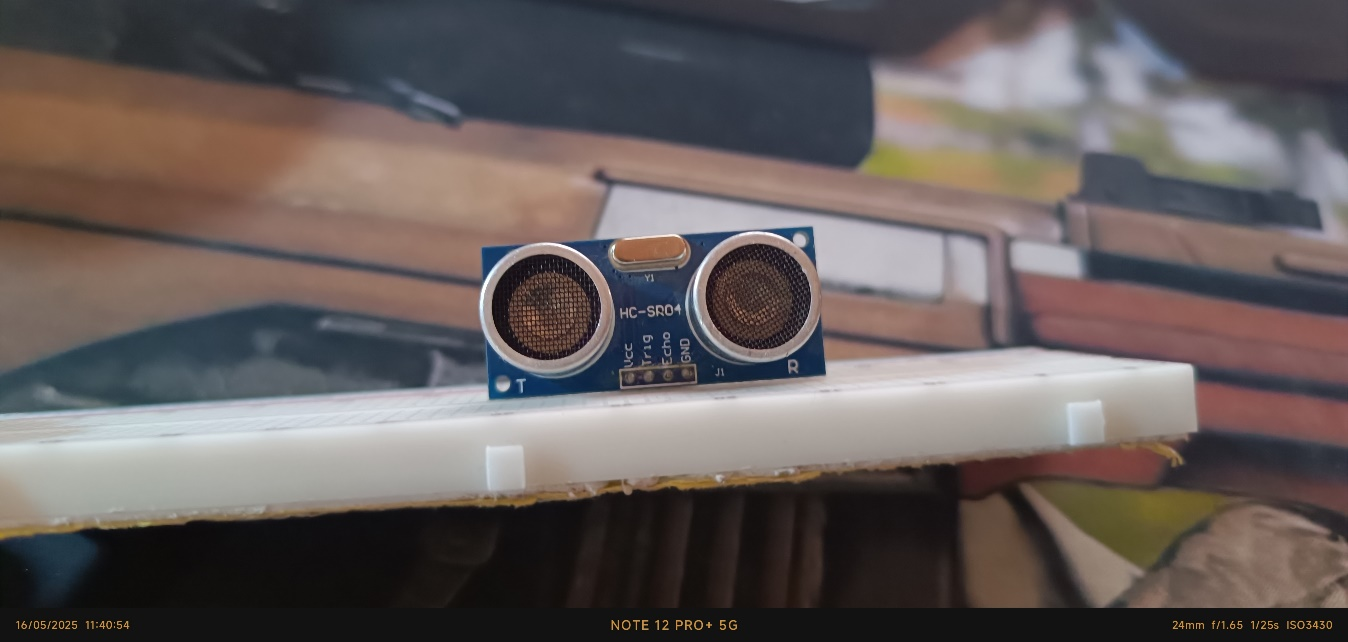 Y1
HC-SR04
Vcc
Trig
Echo
GND
J1
T
R
16/05/2025 11:40:54
NOTE 12 PRO+ 5G
24mm f/1.65 1/25s ISO3430